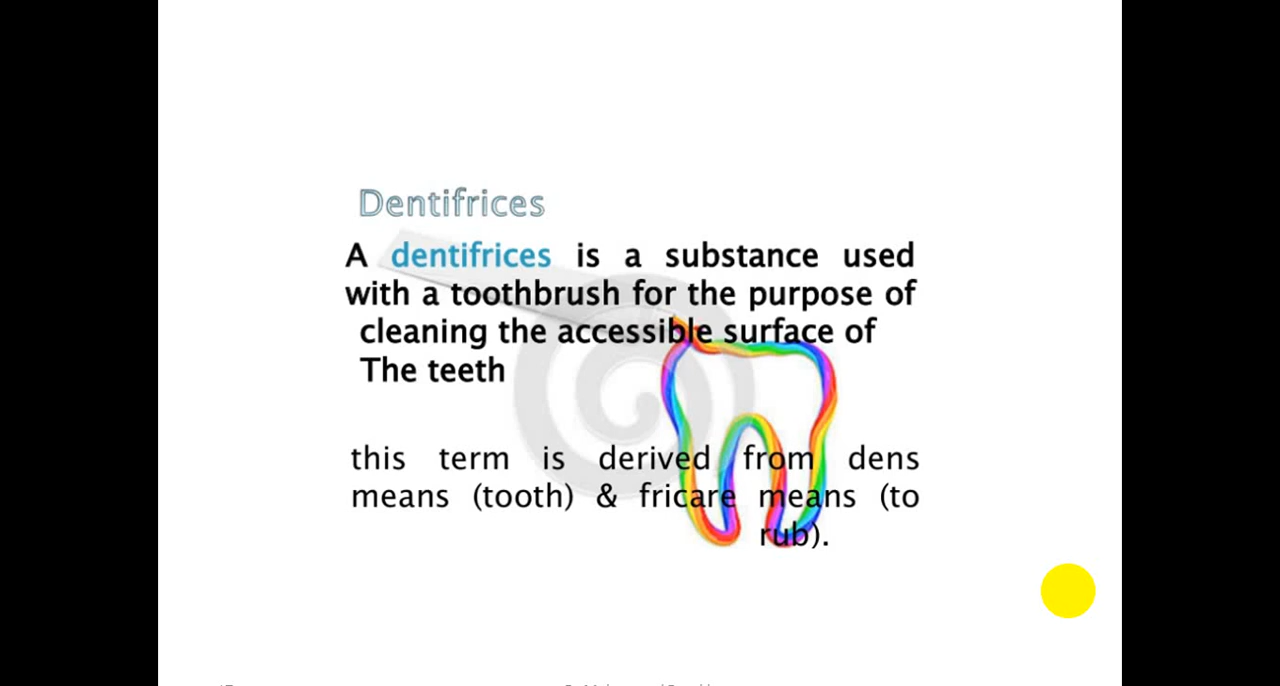 Dentifrices
A dentifrices is a substance used
with a toothbrush for the purpose of
cleaning the accessible surface of
The teeth
this term is derived from dens
means (tooth) & fricare means (to
rub).